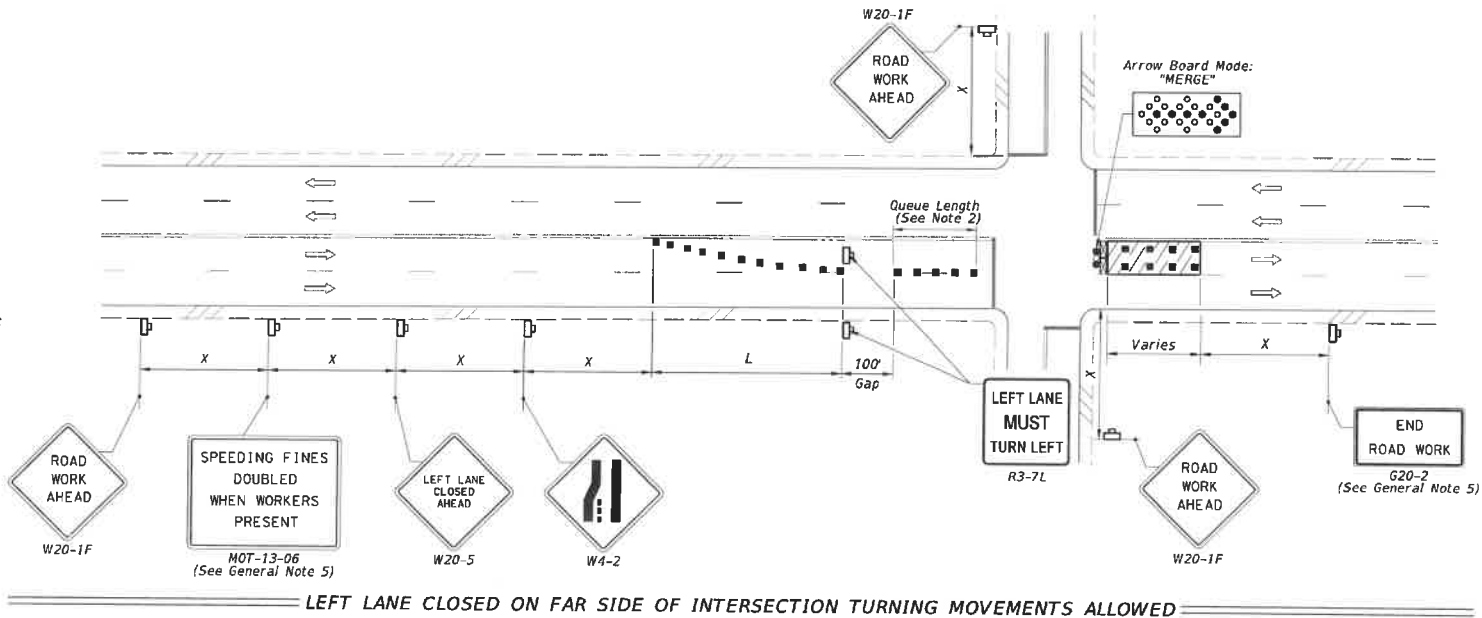 W20-1F
ROAD
WORK
AHEAD
X
Arrow Board Mode:
"MERGE"
Queue Length
(See Note 2)
X
X
X
X
L
100'
Gap
Varies
X
X
ROAD
WORK
AHEAD
W20-1F
SPEEDING FINES
DOUBLED
WHEN WORKERS
PRESENT
MOT-13-06
(See General Note 5)
LEFT LANE
CLOSED
AHEAD
W20-5
W4-2
LEFT LANE
MUST
TURN LEFT
R3-7L
ROAD
WORK
AHEAD
W20-1F
END
ROAD WORK
G20-2
(See General Note 5)
LEFT LANE CLOSED ON FAR SIDE OF INTERSECTION TURNING MOVEMENTS ALLOWED